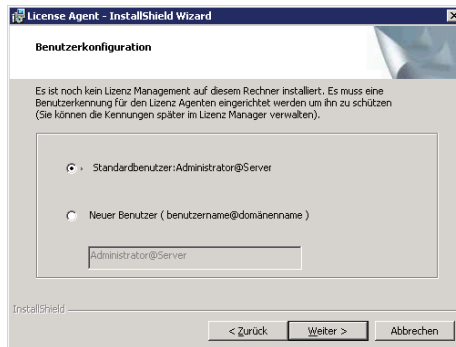 License Agent - InstallShield Wizard
Benutzerkonfiguration
Es ist noch kein Lizenz Management auf diesem Rechner installiert. Es muss eine
Benutzerkennung für den Lizenz Agenten eingerichtet werden um ihn zu schützen
(Sie können die Kennungen später im Lizenz Manager verwalten).
Standardbenutzer:Administrator@Server
Neuer Benutzer ( benutzername@domänenname )
Administrator@Server
InstallShield
< Zurück Weiter > Abbrechen